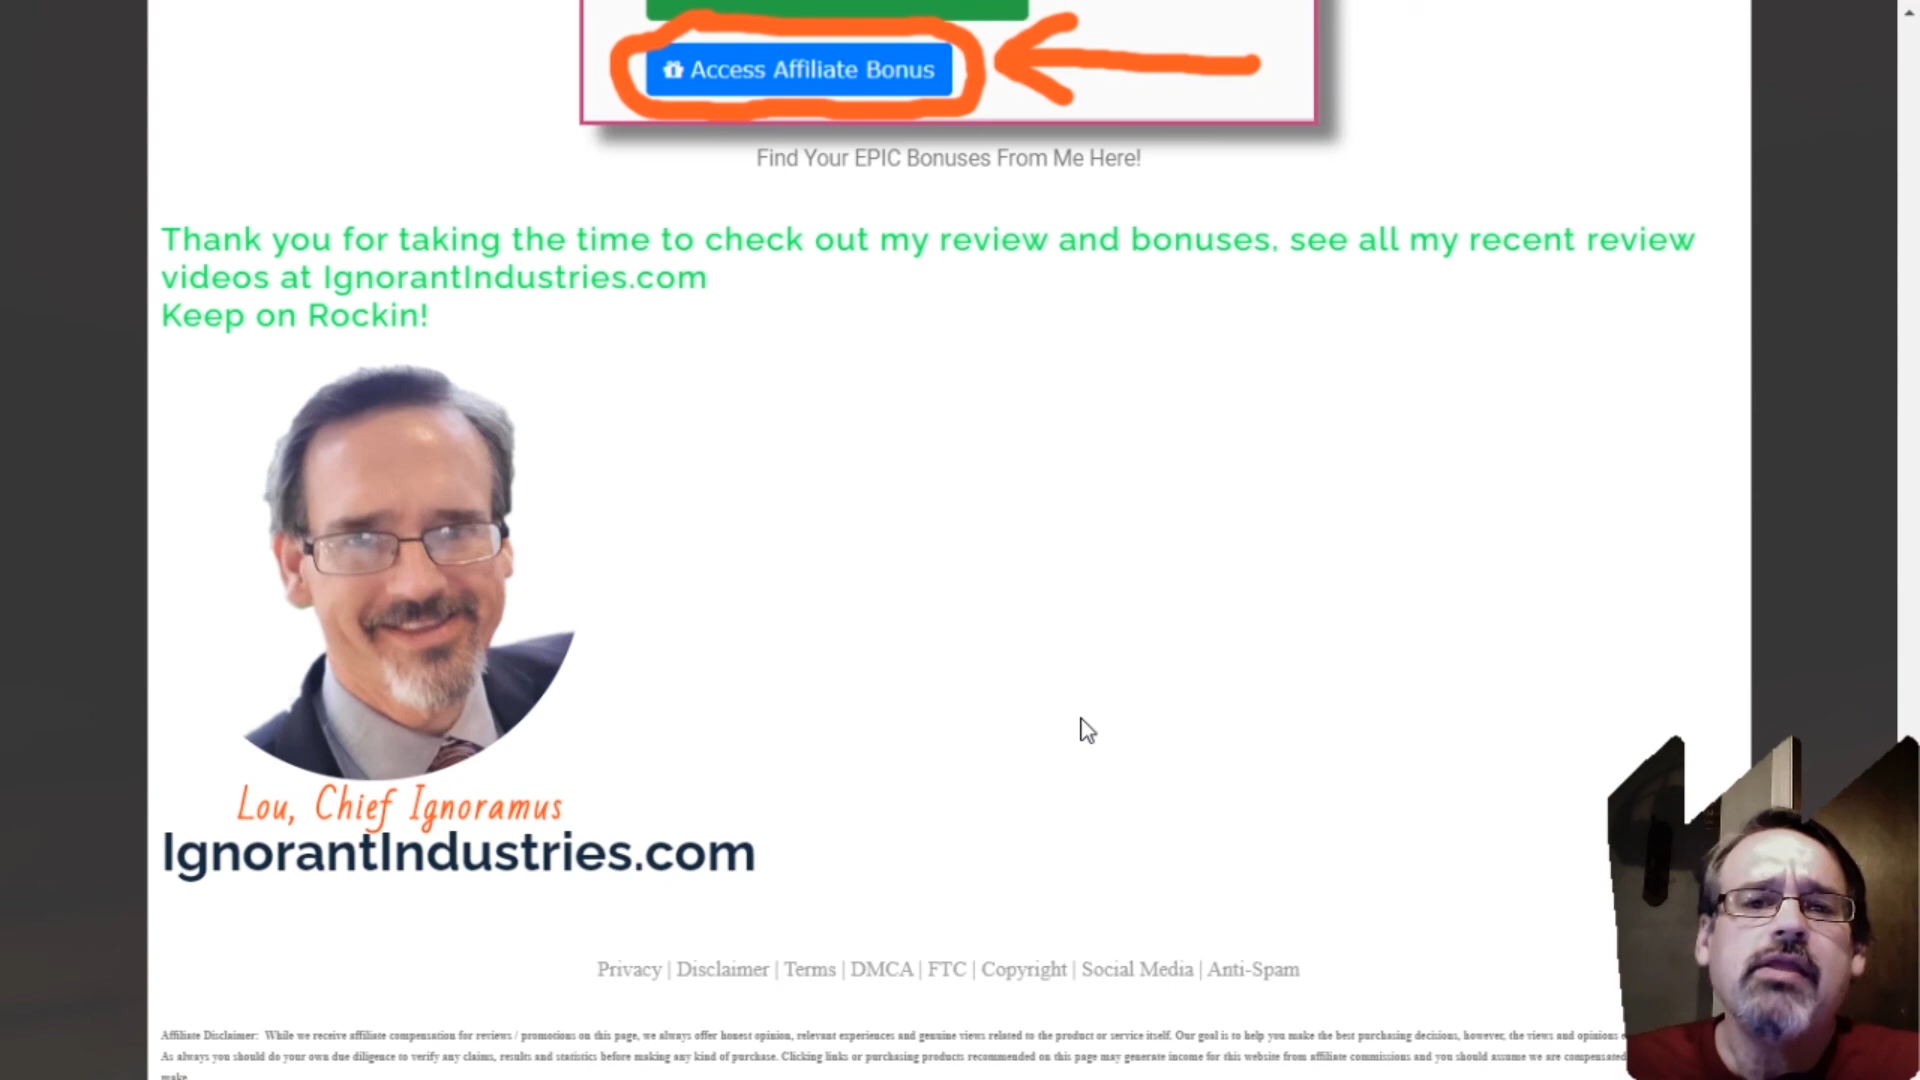 Access Affiliate Bonus
Find Your EPIC Bonuses From Me Here!
Thank you for taking the time to check out my review and bonuses. see all my recent review
videos at IgnorantIndustries.com
Keep on Rockin!
Lou, Chief Ignoramus
IgnorantIndustries.com
Privacy | Disclaimer | Terms | DMCA | FTC | Copyright | Social Media | Anti-Spam
Affiliate Disclaimer: While we receive affiliate compensation for reviews / promotions on this page, we always offer honest opinion, relevant experiences and genuine views related to the product or service itself. Our goal is to help you make the best purchasing decisions, however, the views and opinions
As always you should do your own due diligence to verify any claims, results and statistics before making any kind of purchase. Clicking links or purchasing products recommended on this page may generate income for this website from affiliate commissions and you should assume we are compensated
make.